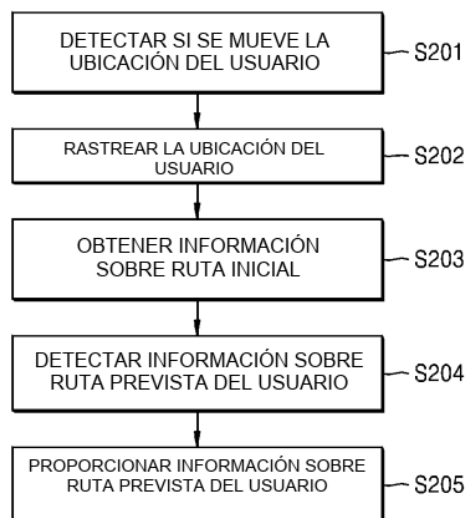 DETECTAR SI SE MUEVE LA
UBICACIÓN DEL USUARIO
S201
RASTREAR LA UBICACIÓN DEL
USUARIO
S202
OBTENER INFORMACIÓN
SOBRE RUTA INICIAL
S203
DETECTAR INFORMACIÓN SOBRE
RUTA PREVISTA DEL USUARIO
S204
PROPORCIONAR INFORMACIÓN SOBRE
RUTA PREVISTA DEL USUARIO
S205